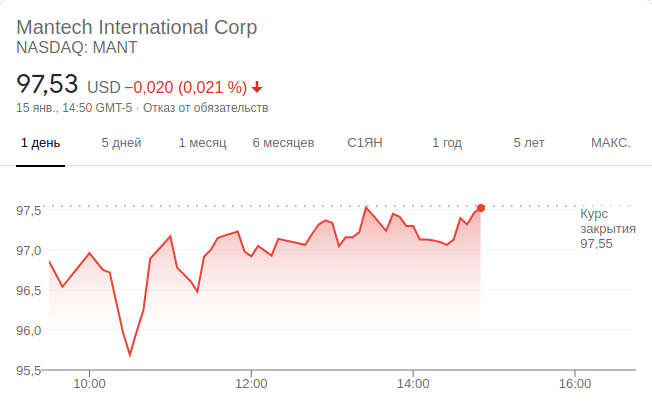 Mantech International Corp
NASDAQ: MANT
97,53 USD −0,020 (0,021 %)
15 янв., 14:50 GMT-5 · Отказ от обязательств
1 день 5 дней 1 месяц 6 месяцев С1ЯН 1 год 5 лет МАКС.
97,5
Курс
закрытия
97,55
97,0
96,5
96,0
95,5
10:00 12:00 14:00 16:00